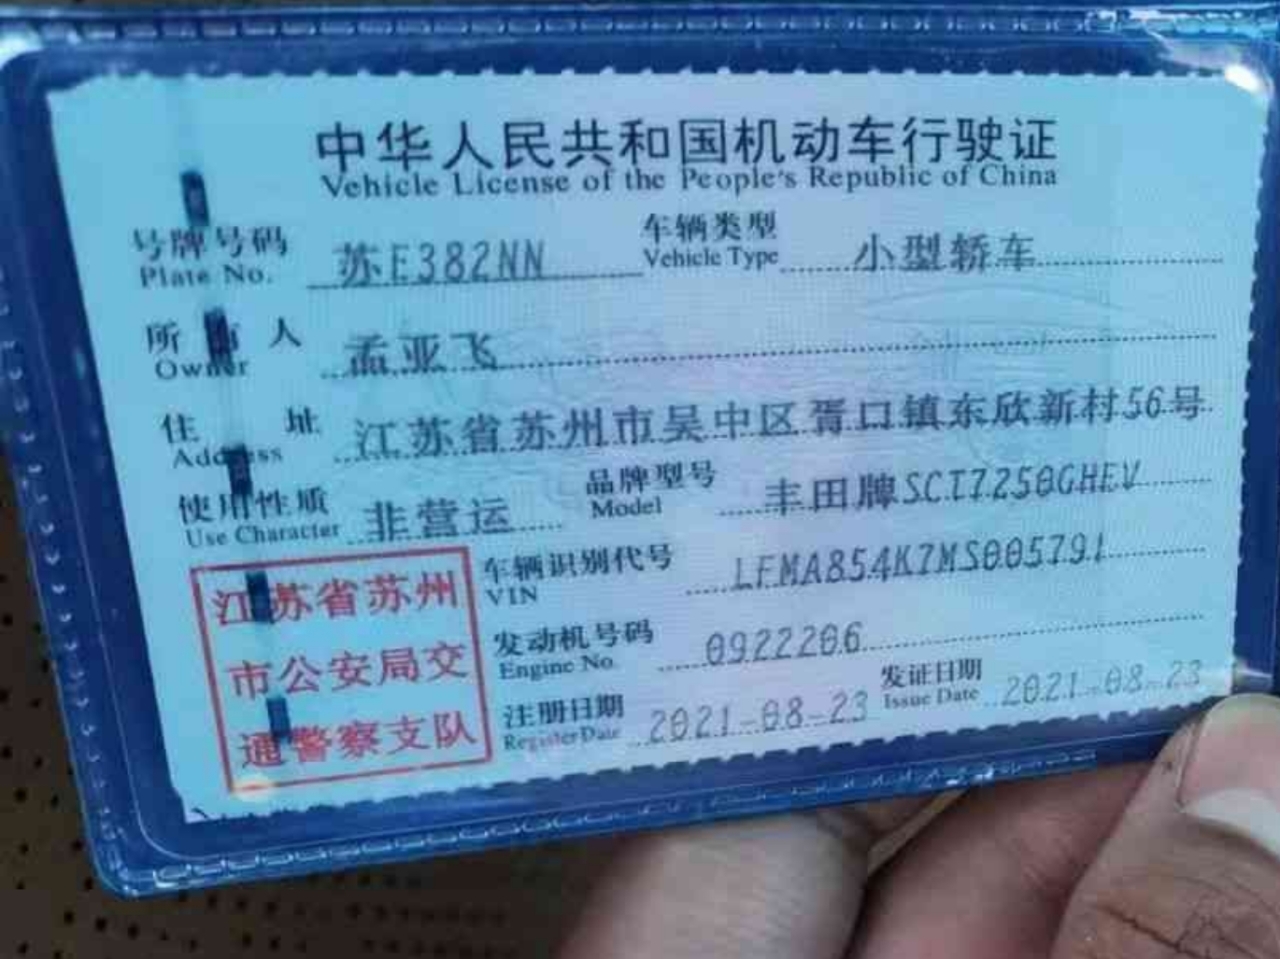 中华人民共和国机动车行驶证
Vehicle License of the People's Republic of China
号牌号码 苏E382NN 车辆类型 小型轿车
Plate No. Vehicle Type
所有人 孟亚飞
Owner
住址 江苏省苏州市吴中区胥口镇东欣新村56号
Address
使用性质 非营运 品牌型号 丰田牌SCT7250GHEV
Use Character Model
车辆识别代号 LFMA854K7MS005791
VIN
发动机号码 0922206
Engine No.
注册日期 2021-08-23 发证日期 2021-08-23
Register Date Issue Date
江苏省苏州
市公安局交
通警察支队